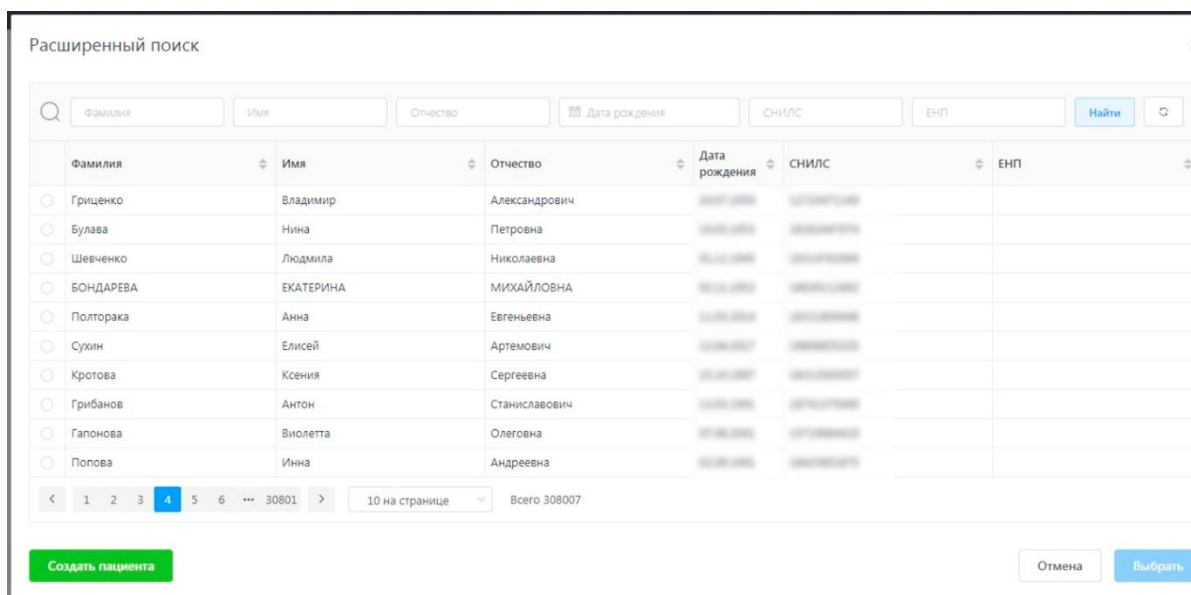 Расширенный поиск
Фамилия Имя Отчество Дата рождения СНИЛС ЕНП Найти
Фамилия Имя Отчество Дата рождения СНИЛС ЕНП
Гриценко Владимир Александрович
Булава Нина Петровна
Шевченко Людмила Николаевна
БОНДАРЕВА ЕКАТЕРИНА МИХАЙЛОВНА
Полторака Анна Евгеньевна
Сухин Елисей Артемович
Кротова Ксения Сергеевна
Грибанов Антон Станиславович
Гапонова Виолетта Олеговна
Попова Инна Андреевна
< 1 2 3 4 5 6 ••• 30801 > 10 на странице Всего 308007
Создать пациента Отмена Выбрать